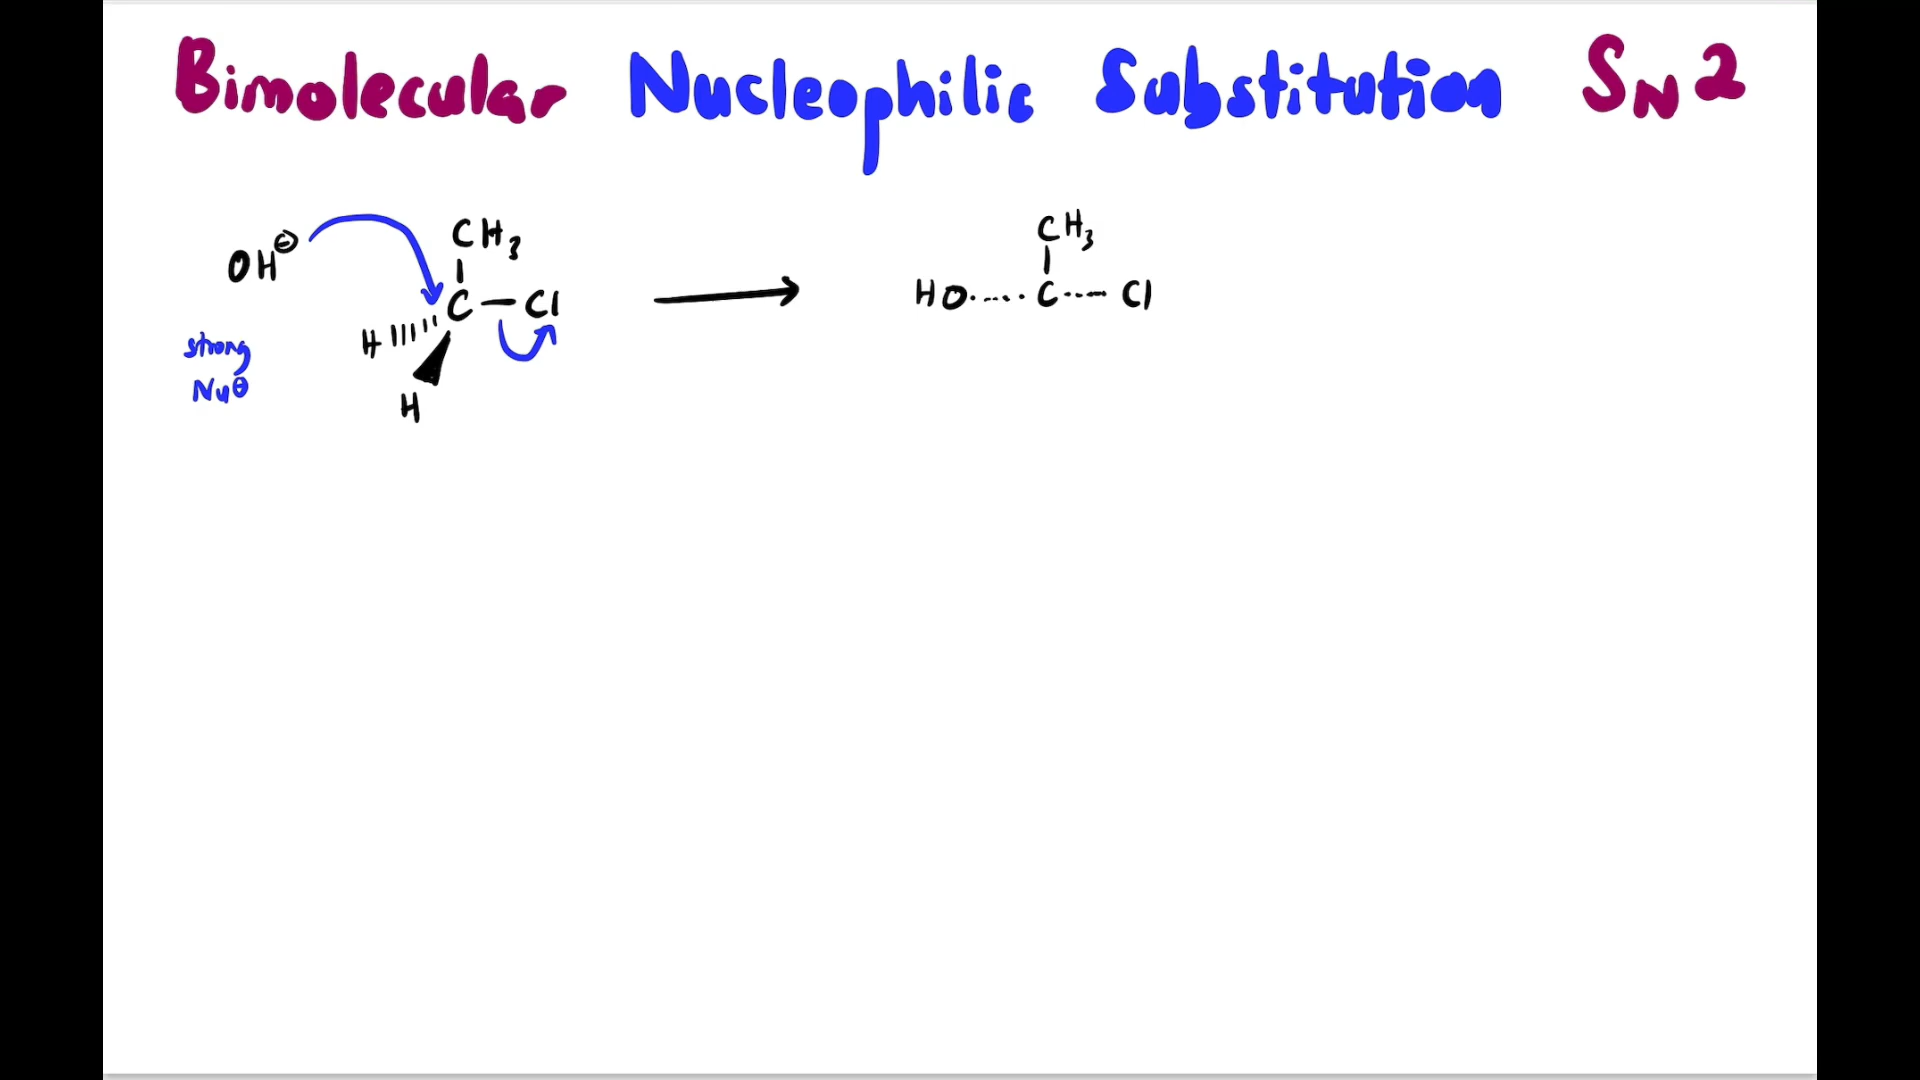 Bimolecular Nucleophilic Substitution SN2
OH⊖
CH3
C — Cl
H
H
strong
Nu⊖
CH3
HO ..... C ..... Cl